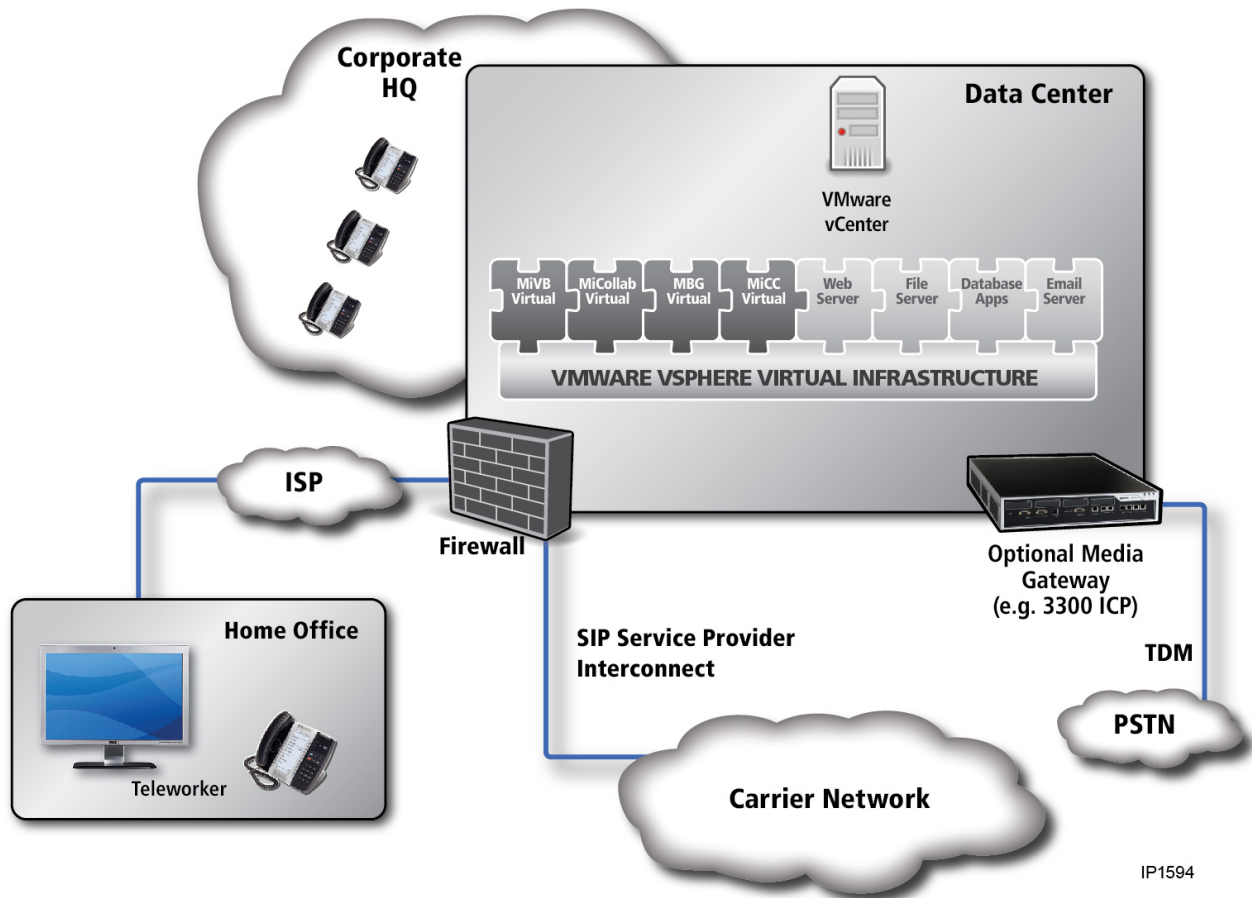 Corporate
HQ
Data Center
VMware
vCenter
MiVB
Virtual
MiCollab
Virtual
MBG
Virtual
MiCC
Virtual
Web
Server
File
Server
Database
Apps
Email
Server
VMWARE VSPHERE VIRTUAL INFRASTRUCTURE
ISP
Firewall
Optional Media
Gateway
(e.g. 3300 ICP)
Home Office
Teleworker
SIP Service Provider
Interconnect
TDM
PSTN
Carrier Network
IP1594